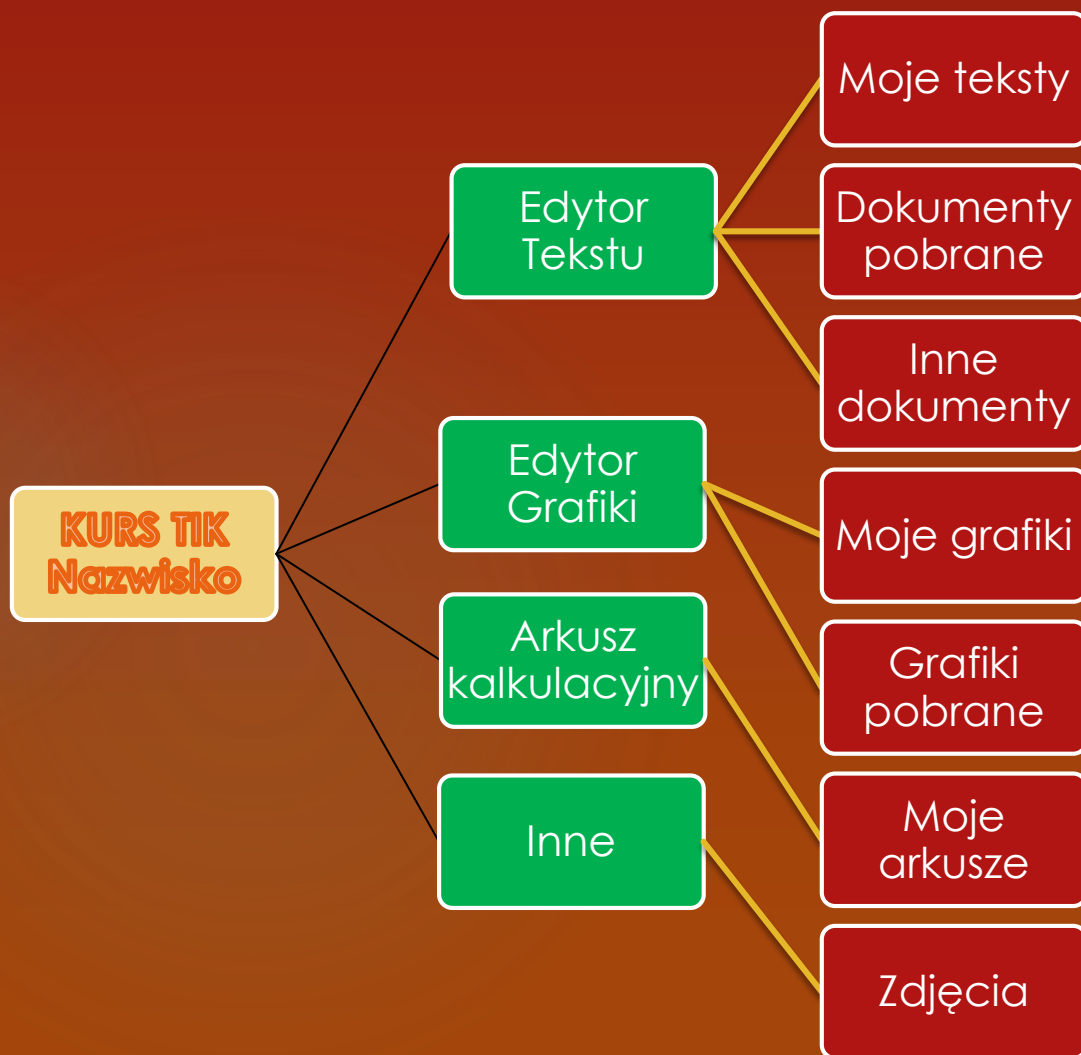 KURS TIK
Nazwisko
Edytor
Tekstu
Edytor
Grafiki
Arkusz
kalkulacyjny
Inne
Moje teksty
Dokumenty
pobrane
Inne
dokumenty
Moje grafiki
Grafiki
pobrane
Moje
arkusze
Zdjęcia